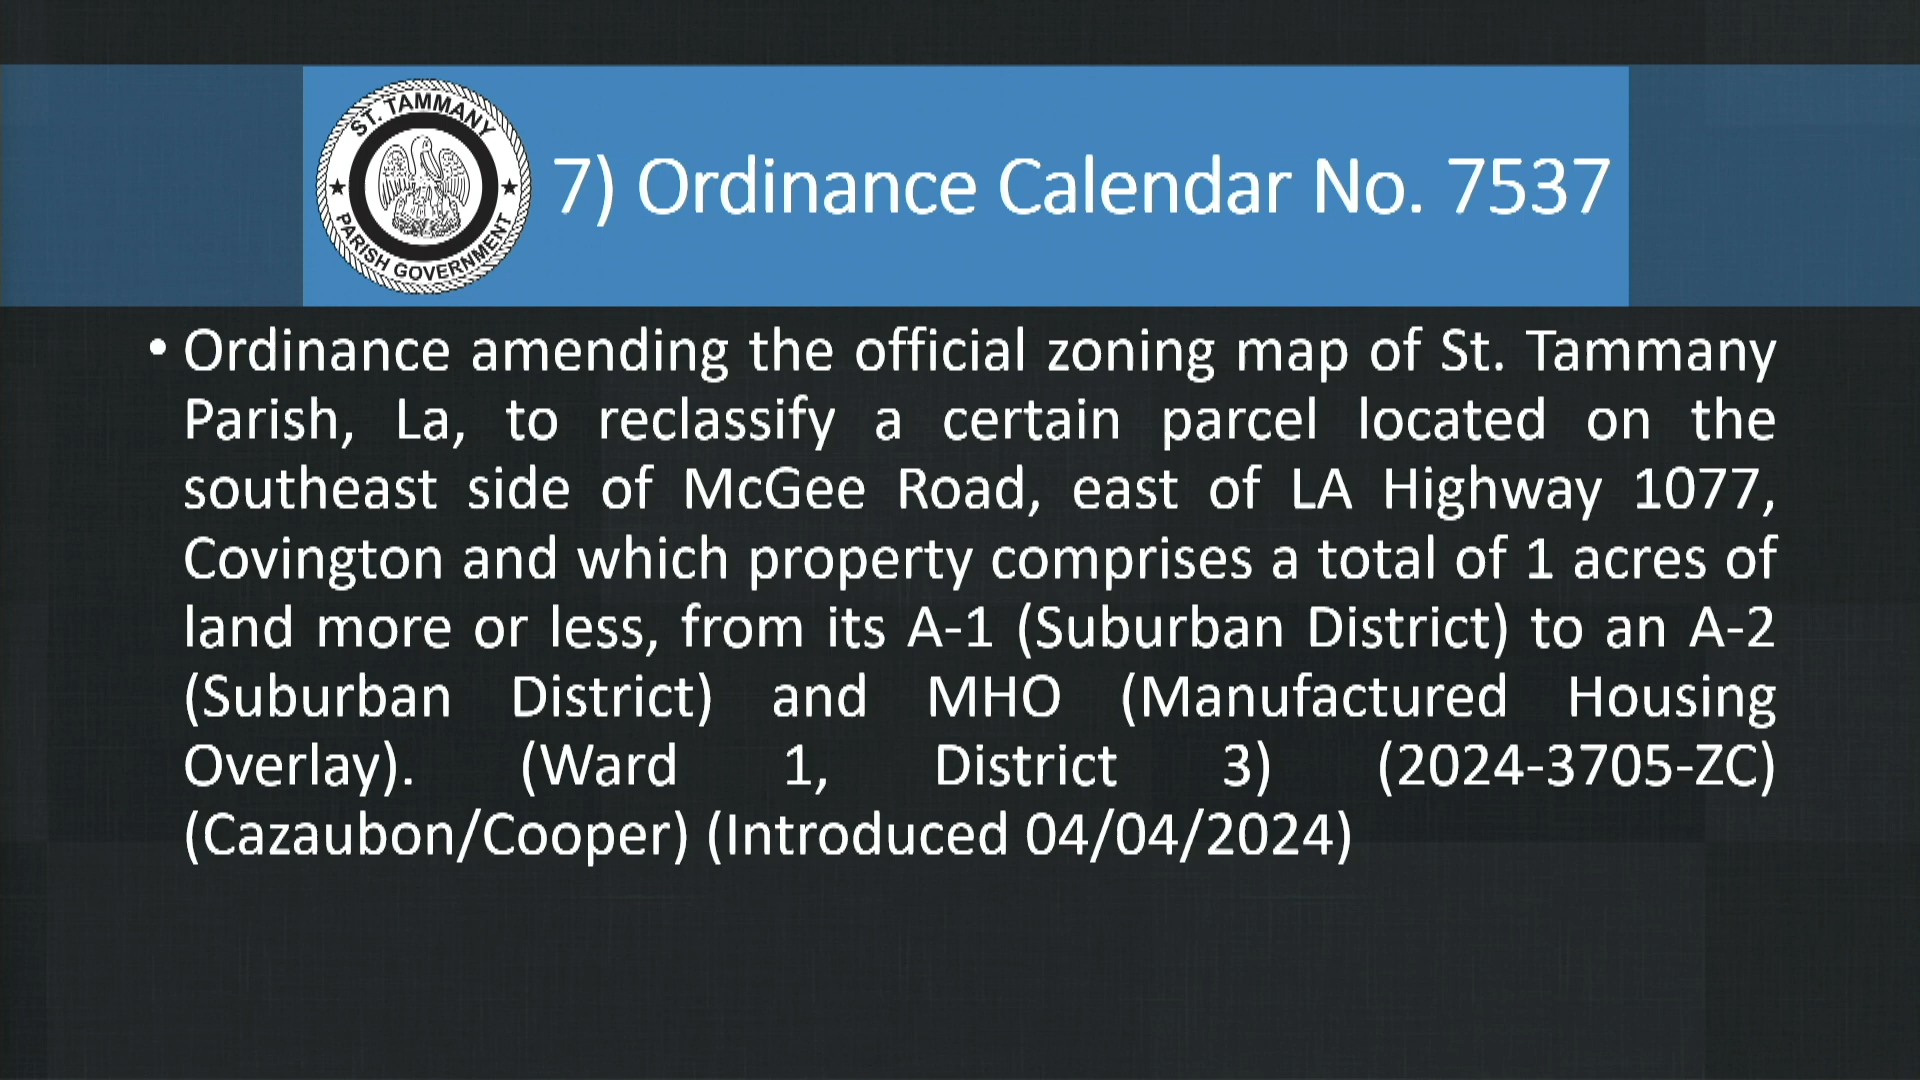 ST. TAMMANY
PARISH GOVERNMENT
7) Ordinance Calendar No. 7537
• Ordinance amending the official zoning map of St. Tammany
Parish, La, to reclassify a certain parcel located on the
southeast side of McGee Road, east of LA Highway 1077,
Covington and which property comprises a total of 1 acres of
land more or less, from its A-1 (Suburban District) to an A-2
(Suburban District) and MHO (Manufactured Housing
Overlay). (Ward 1, District 3) (2024-3705-ZC)
(Cazaubon/Cooper) (Introduced 04/04/2024)